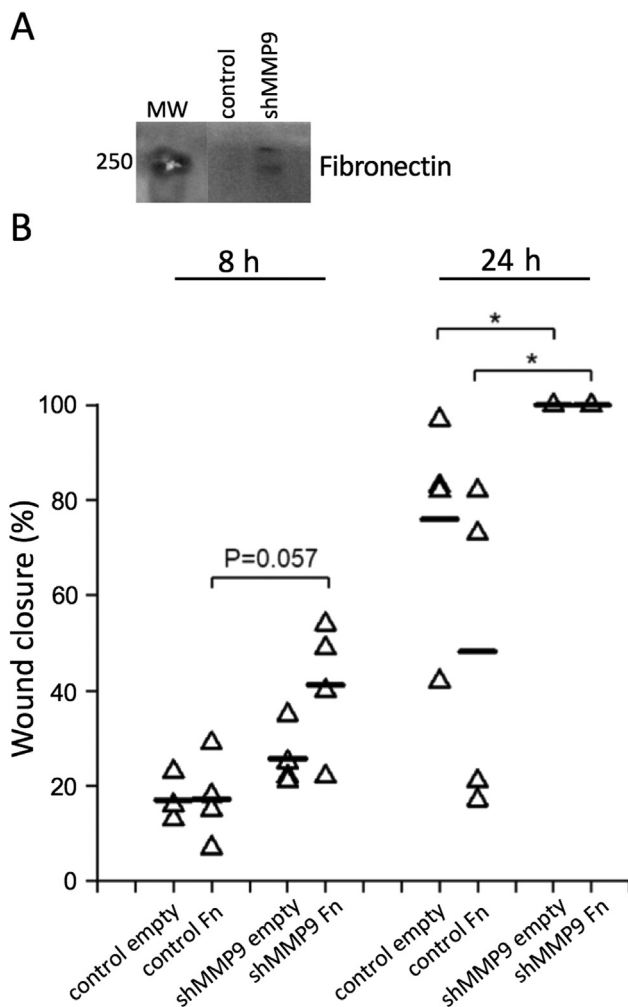 A
MW
control
shMMP9
250
Fibronectin
B
8 h
24 h
*
*
P=0.057
Wound closure (%)
100
80
60
40
20
0
control empty
control Fn
shMMP9 empty
shMMP9 Fn
control empty
control Fn
shMMP9 empty
shMMP9 Fn